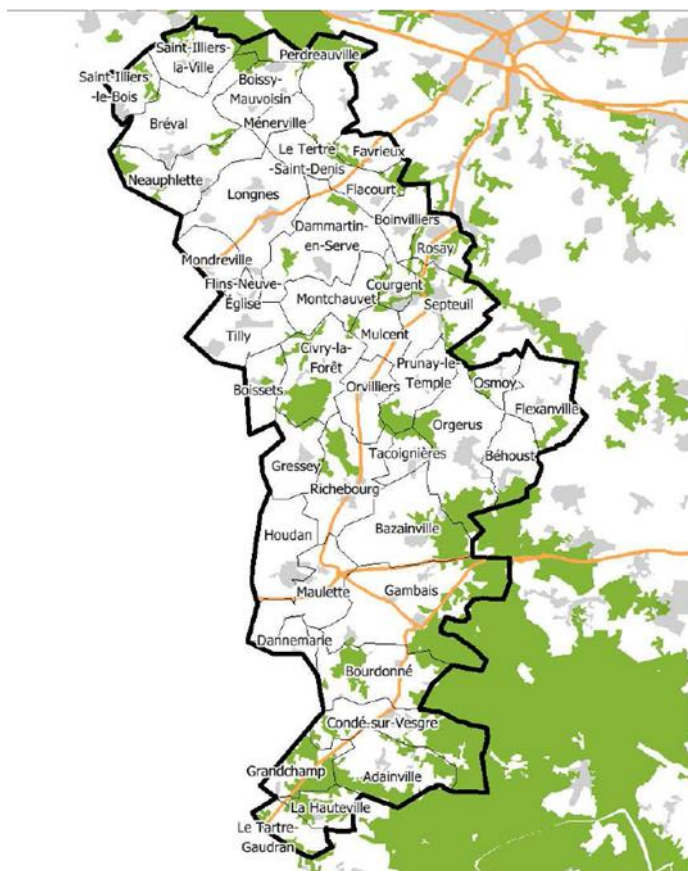 Saint-Illiers-
la-Ville
Perdreauville
Saint-Illiers
-le-Bois
Boissy-
Mauvoisin
Bréval
Ménerville
Le Tertre
-Saint-Denis
Favrieux
Neauphlette
Longnes
Flacourt
Dammartin-
en-Serve
Boinvilliers
Rosay
Mondreville
Flins-Neuve-
Église
Courgent
Montchauvet
Septeuil
Tilly
Mulcent
Civry-la-
Forêt
Prunay-le-
Temple
Boissets
Orvilliers
Osmoy
Flexanville
Orgerus
Tacoignières
Béhoust
Gressey
Richebourg
Houdan
Bazainville
Maulette
Gambais
Dannemarie
Bourdonné
Condé-sur-Vesgre
Grandchamp
Adainville
La Hauteville
Le Tartre-
Gaudran